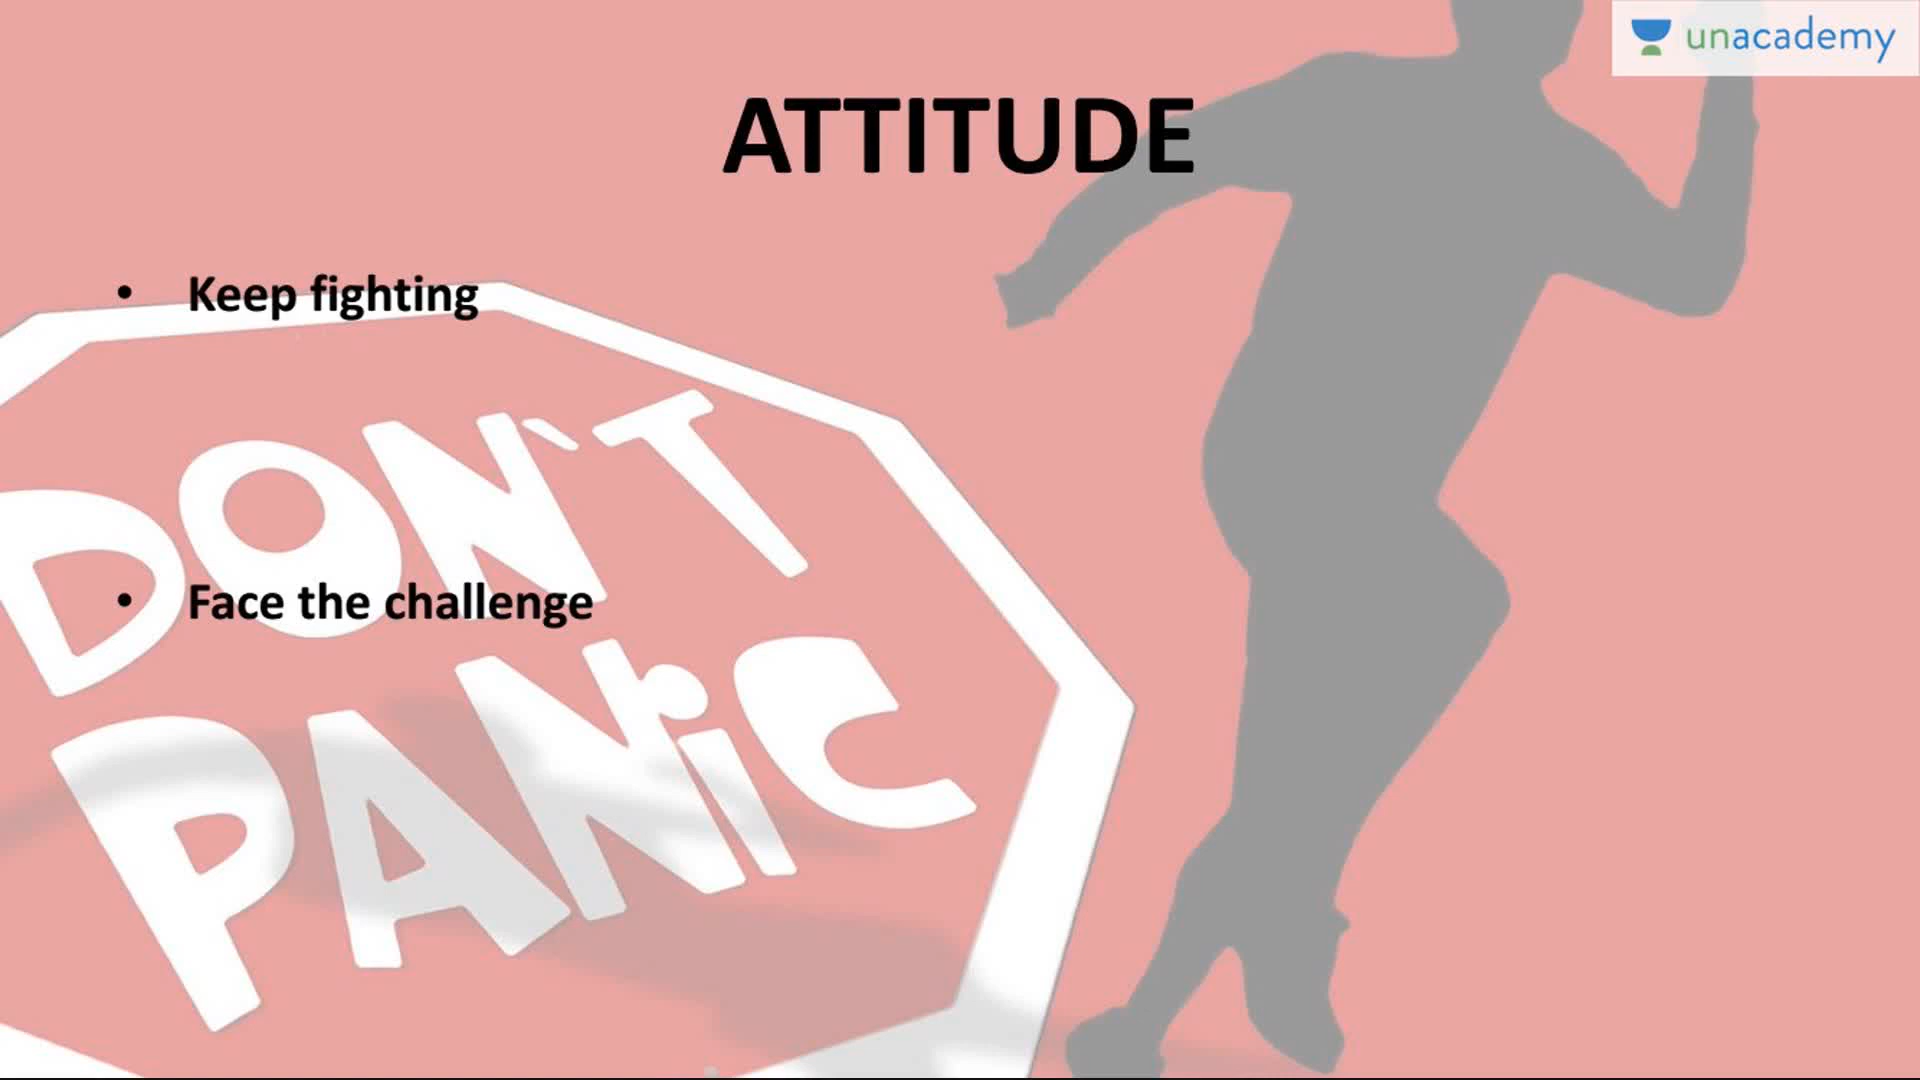 unacademy
ATTITUDE
• Keep fighting
• Face the challenge
DON`T
PANiC